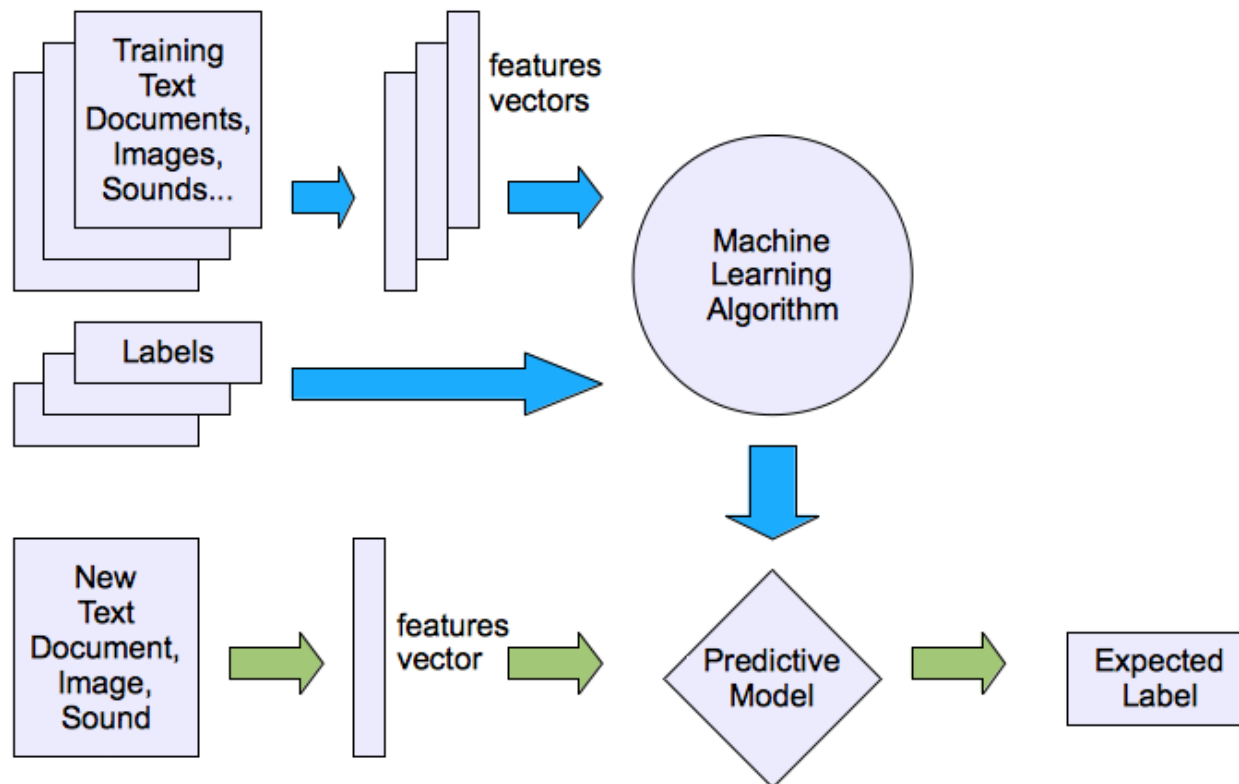 Training
Text
Documents,
Images,
Sounds...
features
vectors
Machine
Learning
Algorithm
Labels
New
Text
Document,
Image,
Sound
features
vector
Predictive
Model
Expected
Label